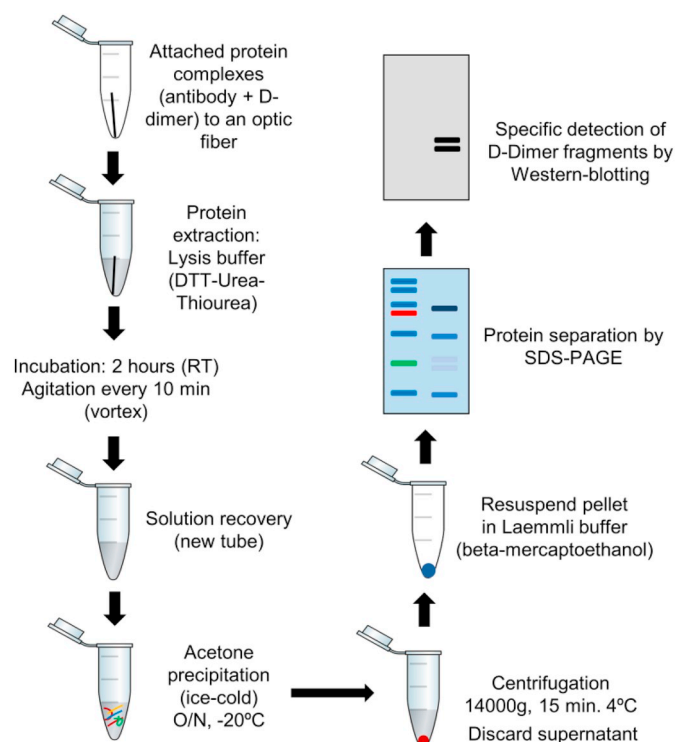 Attached protein
complexes
(antibody + D-
dimer) to an optic
fiber
Protein
extraction:
Lysis buffer
(DTT-Urea-
Thiourea)
Incubation: 2 hours (RT)
Agitation every 10 min
(vortex)
Solution recovery
(new tube)
Acetone
precipitation
(ice-cold)
O/N, -20ºC
Centrifugation
14000g, 15 min. 4ºC
Discard supernatant
Resuspend pellet
in Laemmli buffer
(beta-mercaptoethanol)
Protein separation by
SDS-PAGE
Specific detection of
D-Dimer fragments by
Western-blotting